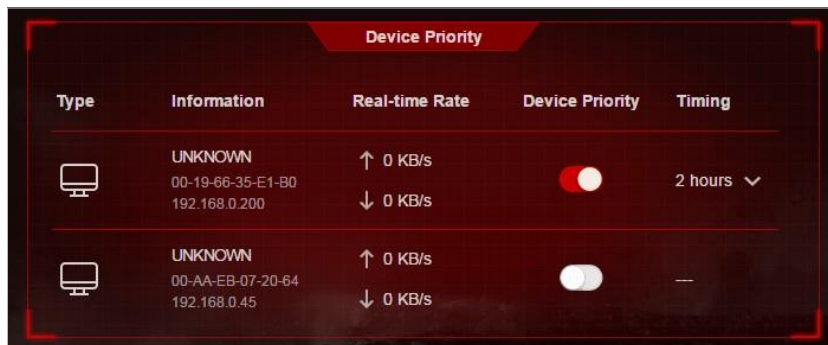 Device Priority
Type Information Real-time Rate Device Priority Timing
UNKNOWN
00-19-66-35-E1-B0
192.168.0.200
↑ 0 KB/s
↓ 0 KB/s
2 hours
UNKNOWN
00-AA-EB-07-20-64
192.168.0.45
↑ 0 KB/s
↓ 0 KB/s
---